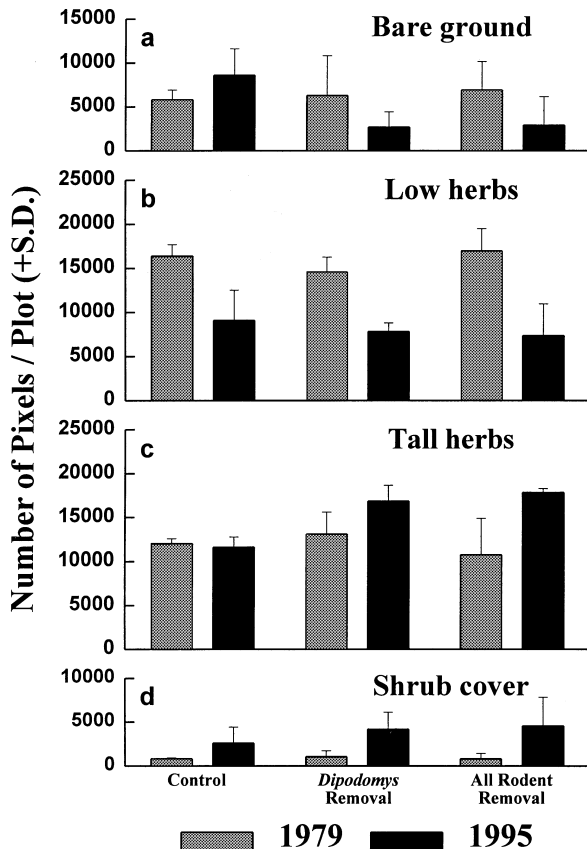 Number of Pixels / Plot (+S.D.)
a
Bare ground
15000
10000
5000
0
b
Low herbs
25000
20000
15000
10000
5000
0
c
Tall herbs
25000
20000
15000
10000
5000
0
d
Shrub cover
10000
5000
0
Control
Dipodomys
Removal
All Rodent
Removal
1979
1995